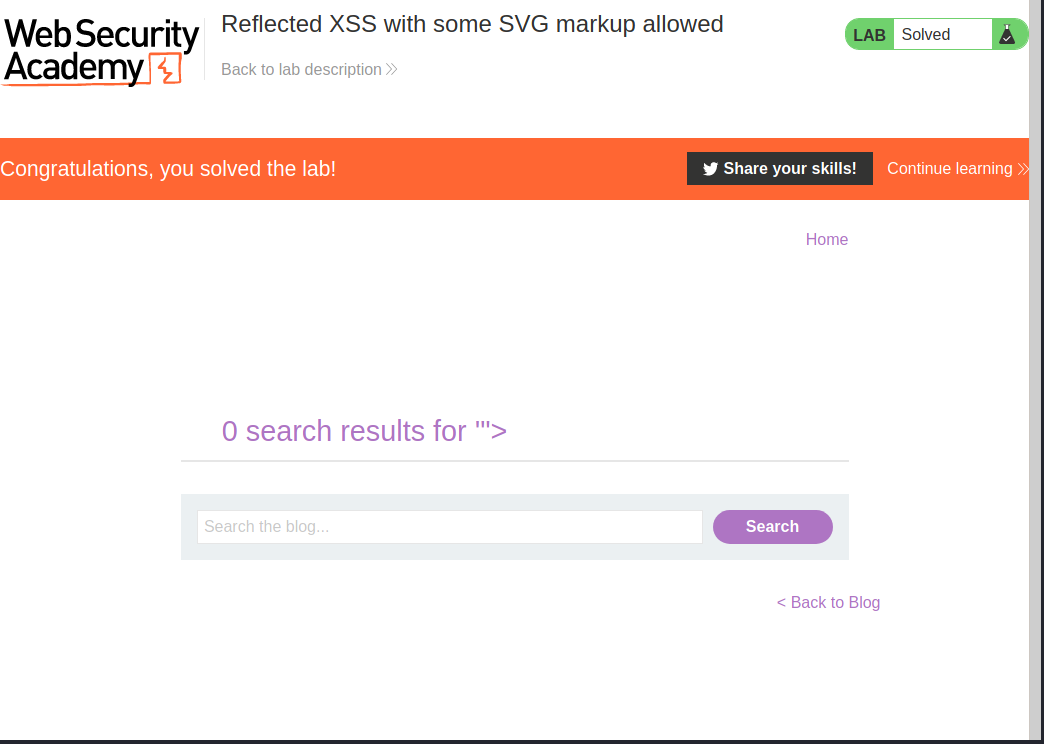 Web Security
Academy
Reflected XSS with some SVG markup allowed
Back to lab description
LAB Solved
Congratulations, you solved the lab!
Share your skills!
Continue learning
Home
0 search results for '"'>
Search the blog...
Search
< Back to Blog